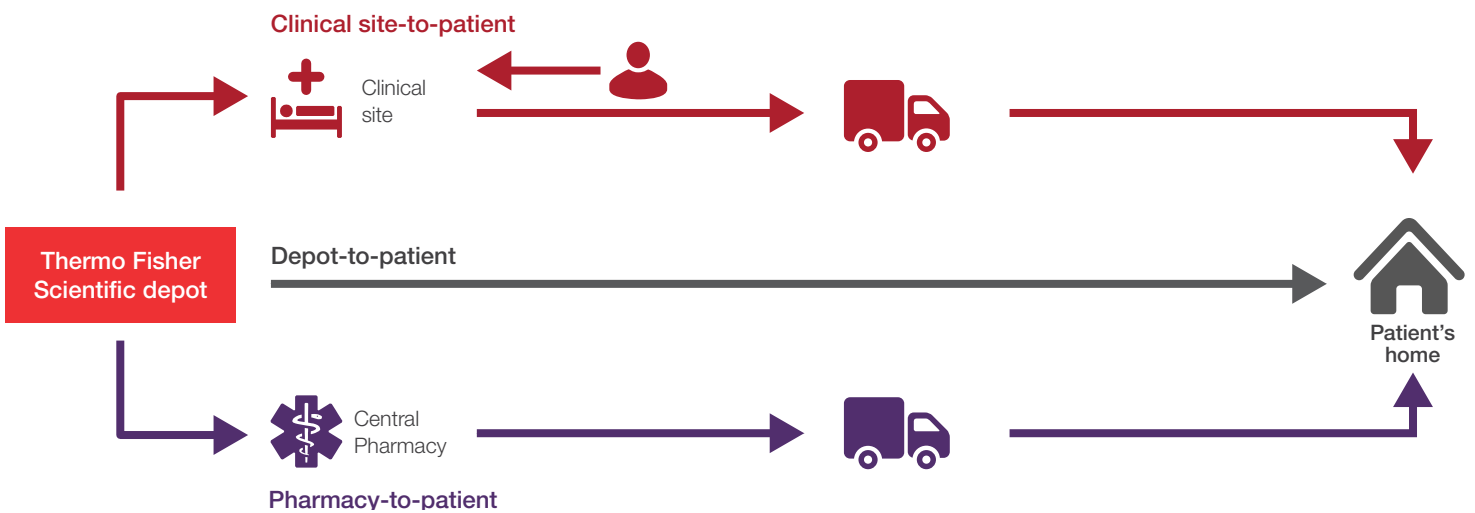 Clinical site-to-patient
Clinical
site
Thermo Fisher
Scientific depot
Depot-to-patient
Patient's
home
Central
Pharmacy
Pharmacy-to-patient